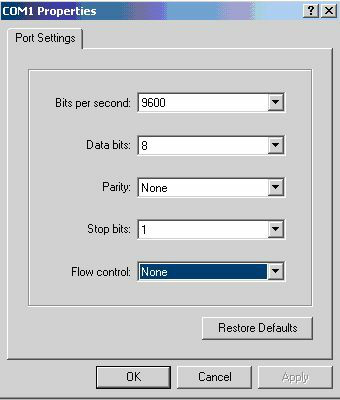 COM1 Properties
Port Settings
Bits per second: 9600
Data bits: 8
Parity: None
Stop bits: 1
Flow control: None
Restore Defaults
OK Cancel Apply